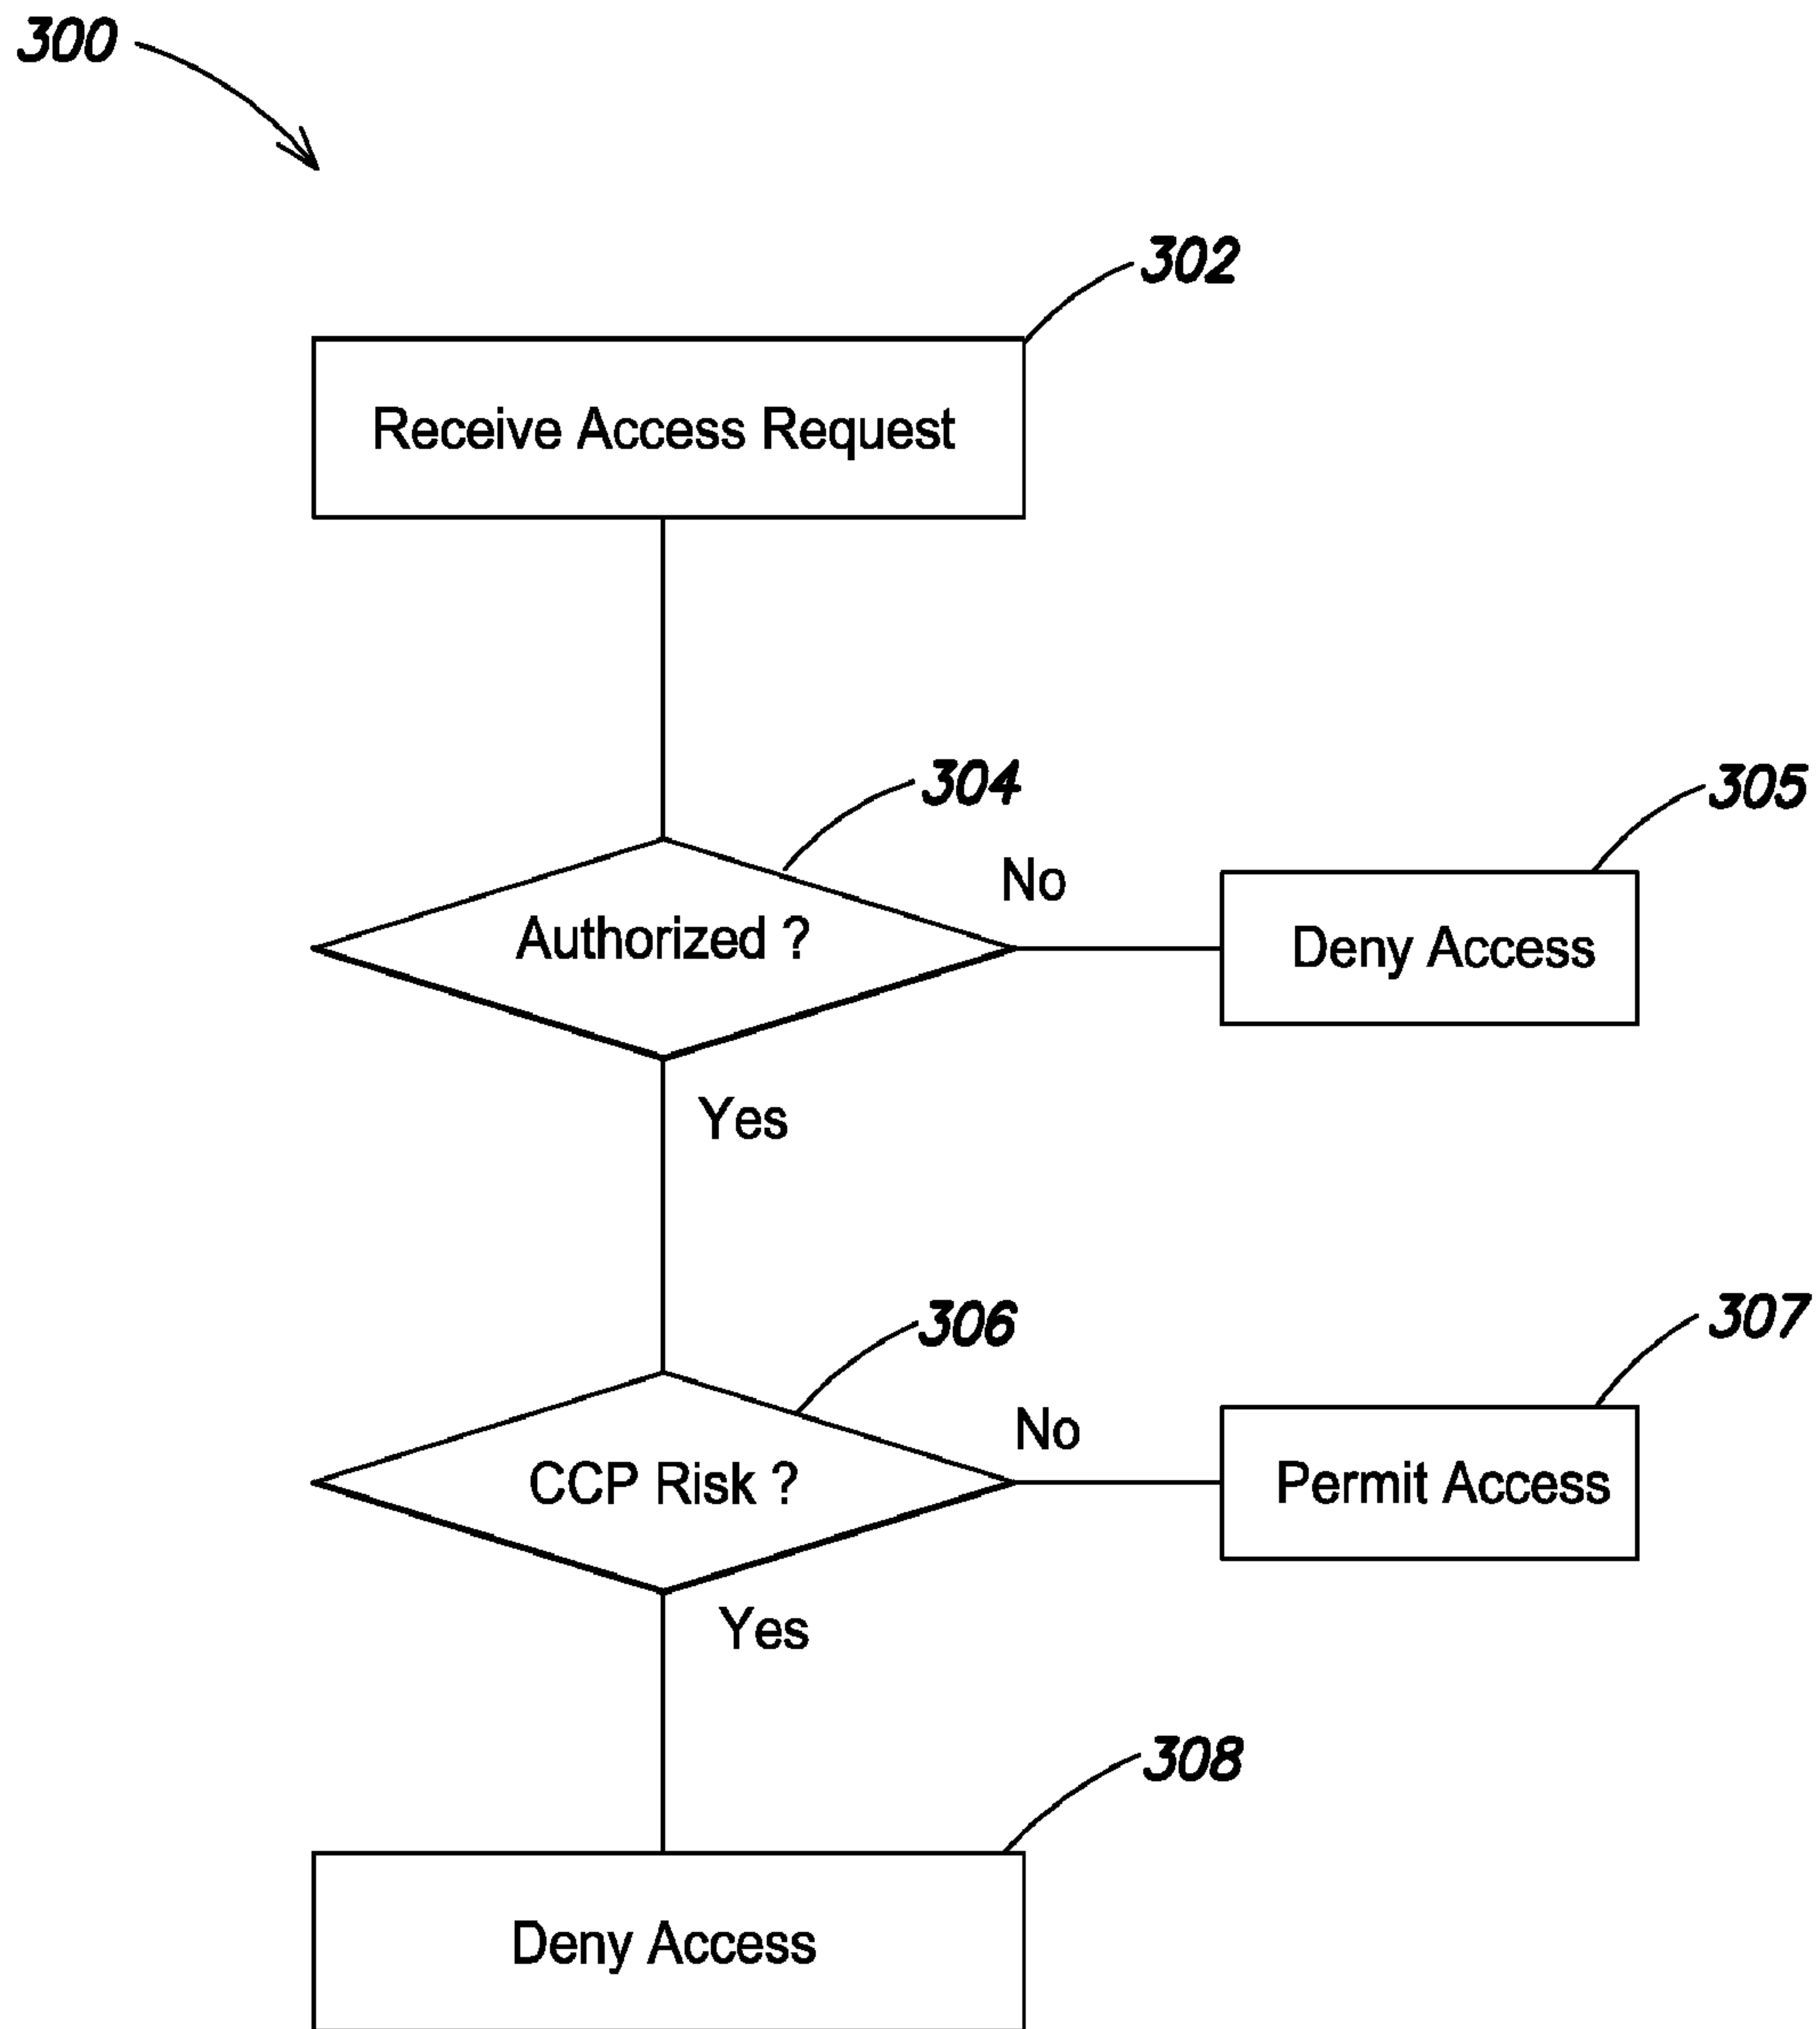 300
302
Receive Access Request
304
305
No
Authorized ?
Deny Access
Yes
306
307
No
CCP Risk ?
Permit Access
Yes
308
Deny Access